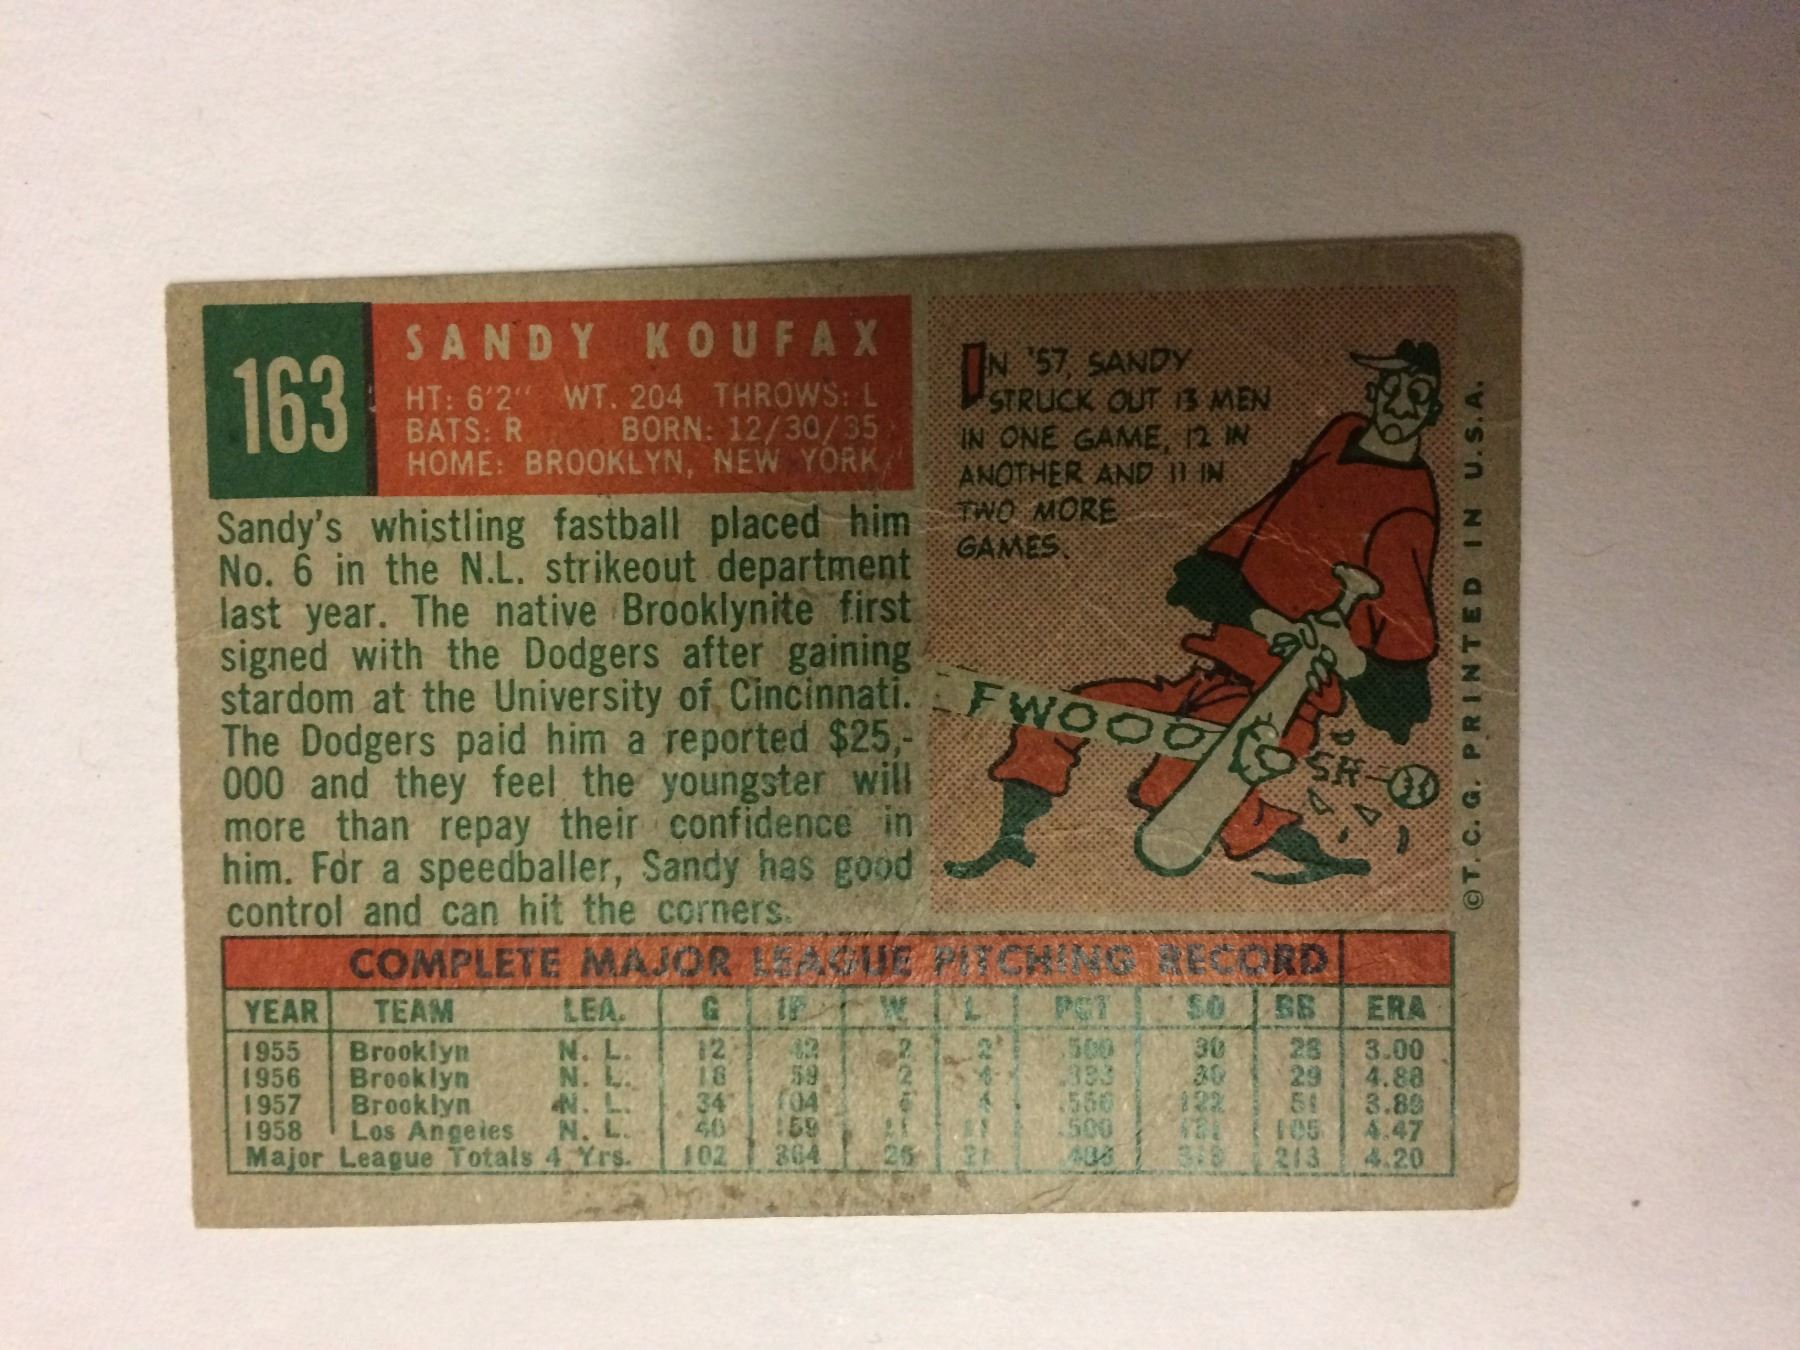 163
SANDY KOUFAX
HT: 6'2" WT. 204 THROWS: L
BATS: R BORN: 12/30/35
HOME: BROOKLYN, NEW YORK
Sandy's whistling fastball placed him
No. 6 in the N.L. strikeout department
last year. The native Brooklynite first
signed with the Dodgers after gaining
stardom at the University of Cincinnati.
The Dodgers paid him a reported $25,-
000 and they feel the youngster will
more than repay their confidence in
him. For a speedballer, Sandy has good
control and can hit the corners.
IN '57, SANDY
STRUCK OUT 13 MEN
IN ONE GAME, 12 IN
ANOTHER AND 11 IN
TWO MORE
GAMES.
FWOOO
SH
©T.C.G. PRINTED IN U.S.A.
COMPLETE MAJOR LEAGUE PITCHING RECORD
YEAR TEAM LEA. G IP W L PCT SO BB ERA
1955 Brooklyn N. L. 12 42 2 2 .500 30 28 3.00
1956 Brooklyn N. L. 18 59 2 4 .333 30 29 4.88
1957 Brooklyn N. L. 34 104 4 122 51 3.89
1958 Los Angeles N. L. 40 159 11 11 .500 131 105 4.47
Major League Totals 4 Yrs. 102 364 21 313 213 4.20